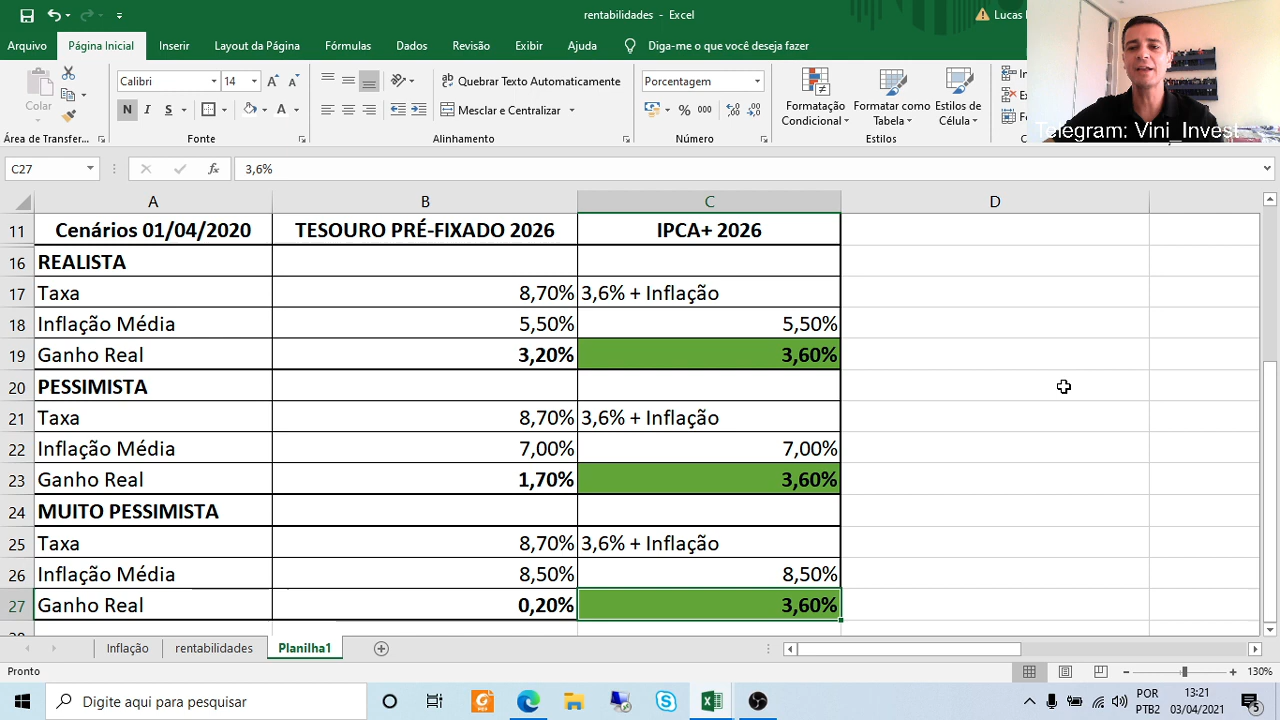 rentabilidades - Excel
Lucas
Arquivo Página Inicial Inserir Layout da Página Fórmulas Dados Revisão Exibir Ajuda Diga-me o que você deseja fazer
Colar
Calibri 14
N I S
Quebrar Texto Automaticamente
Mesclar e Centralizar
Porcentagem
% 000
Formatação Condicional
Formatar como Tabela
Estilos de Célula
Área de Transfer... Fonte Alinhamento Número Estilos
Telegram: Vini_Invest
C27 fx 3,6%
A B C D
11 Cenários 01/04/2020 TESOURO PRÉ-FIXADO 2026 IPCA+ 2026
16 REALISTA
17 Taxa 8,70% 3,6% + Inflação
18 Inflação Média 5,50% 5,50%
19 Ganho Real 3,20% 3,60%
20 PESSIMISTA
21 Taxa 8,70% 3,6% + Inflação
22 Inflação Média 7,00% 7,00%
23 Ganho Real 1,70% 3,60%
24 MUITO PESSIMISTA
25 Taxa 8,70% 3,6% + Inflação
26 Inflação Média 8,50% 8,50%
27 Ganho Real 0,20% 3,60%
Inflação rentabilidades Planilha1
Pronto 130%
Digite aqui para pesquisar
POR 13:21
PTB2 03/04/2021 5